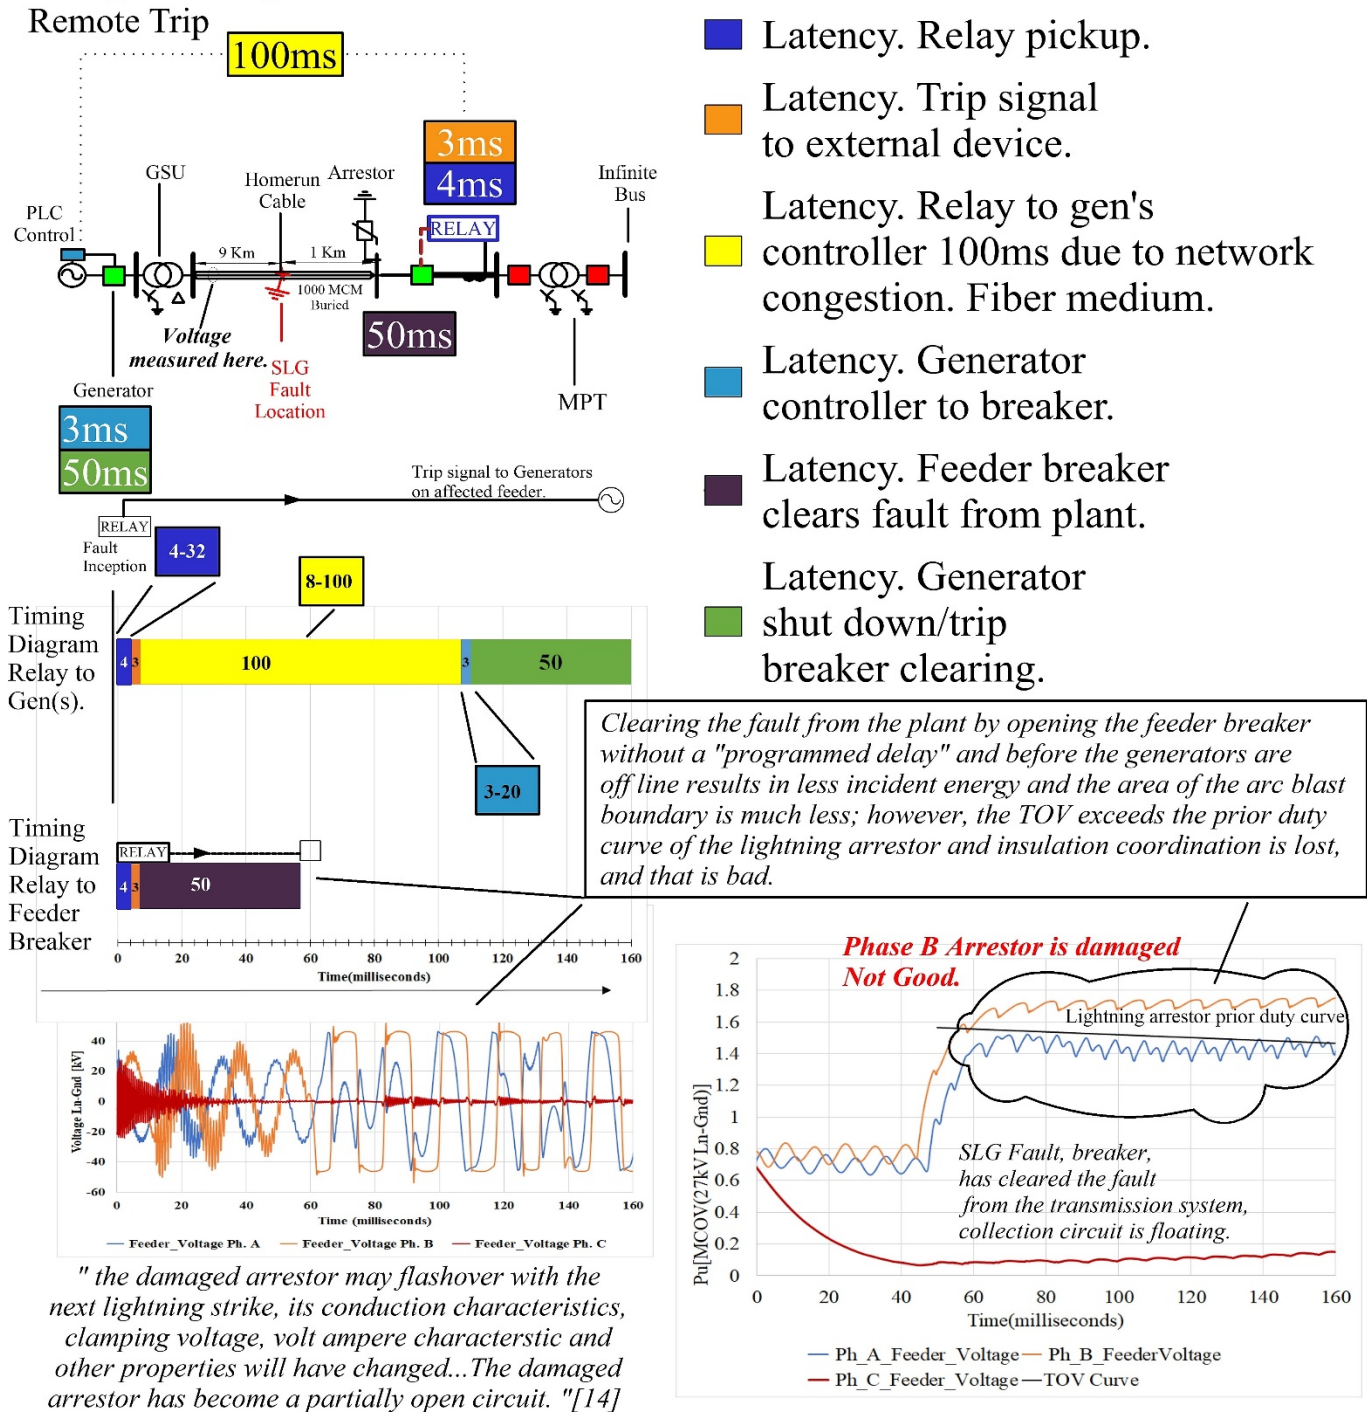 Remote Trip
100ms
3ms
4ms
GSU
Homerun
Cable
Arrestor
Infinite
Bus
PLC
Control
RELAY
9 Km
1 Km
1000 MCM
Buried
Voltage
measured here.
50ms
SLG
Fault
Location
MPT
Generator
3ms
50ms
Latency. Relay pickup.
Latency. Trip signal
to external device.
Latency. Relay to gen's
controller 100ms due to network
congestion. Fiber medium.
Latency. Generator
controller to breaker.
Latency. Feeder breaker
clears fault from plant.
Latency. Generator
shut down/trip
breaker clearing.
Trip signal to Generators
on affected feeder.
RELAY
Fault
Inception
4-32
8-100
Timing
Diagram
Relay to
Gen(s).
4 3 100 3 50
3-20
Clearing the fault from the plant by opening the feeder breaker
without a "programmed delay" and before the generators are
off line results in less incident energy and the area of the arc blast
boundary is much less; however, the TOV exceeds the prior duty
curve of the lightning arrestor and insulation coordination is lost,
and that is bad.
Timing
Diagram
Relay to
Feeder
Breaker
RELAY
4 3 50
0 20 40 60 80 100 120 140 160
Time(milliseconds)
Voltage Ln-Gnd [kV]
40
20
0
-20
-40
-60
0 20 40 60 80 100 120 140 160
Time (milliseconds)
Feeder_Voltage Ph. A Feeder_Voltage Ph. B Feeder_Voltage Ph. C
" the damaged arrestor may flashover with the
next lightning strike, its conduction characteristics,
clamping voltage, volt ampere characterstic and
other properties will have changed...The damaged
arrestor has become a partially open circuit. "[14]
Phase B Arrestor is damaged
Not Good.
Pu[MCOV(27kV Ln-Gnd)]
2
1.8
1.6
1.4
1.2
1
0.8
0.6
0.4
0.2
0
Lightning arrestor prior duty curve
SLG Fault, breaker,
has cleared the fault
from the transmission system,
collection circuit is floating.
0 20 40 60 80 100 120 140 160
Time(milliseconds)
Ph_A_Feeder_Voltage Ph_B_FeederVoltage
Ph_C_Feeder_Voltage TOV Curve